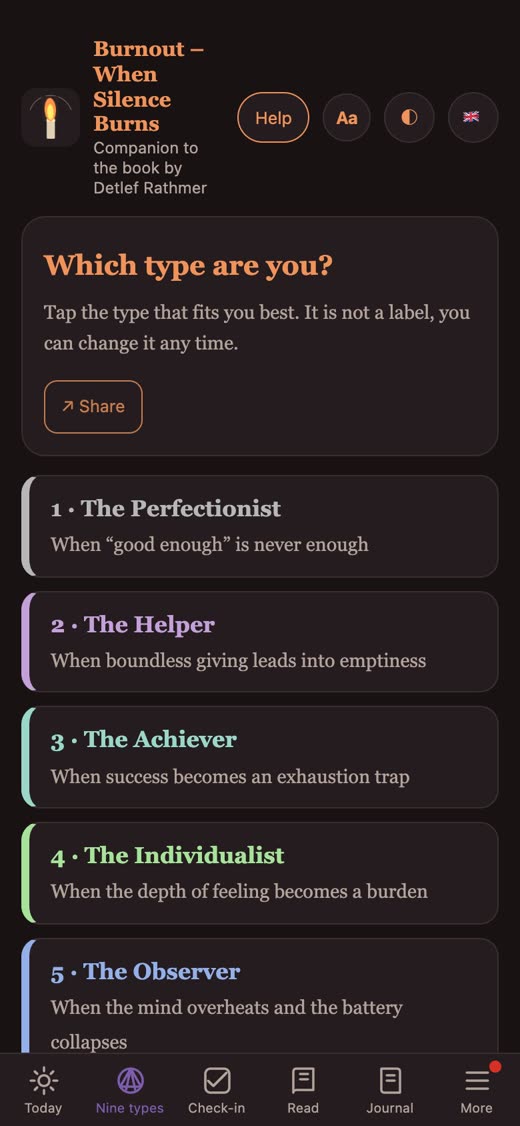 Burnout –
When
Silence
Burns
Companion to
the book by
Detlef Rathmer
Help
Aa
Which type are you?
Tap the type that fits you best. It is not a label, you
can change it any time.
↗ Share
1 · The Perfectionist
When “good enough” is never enough
2 · The Helper
When boundless giving leads into emptiness
3 · The Achiever
When success becomes an exhaustion trap
4 · The Individualist
When the depth of feeling becomes a burden
5 · The Observer
When the mind overheats and the battery
collapses
Today
Nine types
Check-in
Read
Journal
More